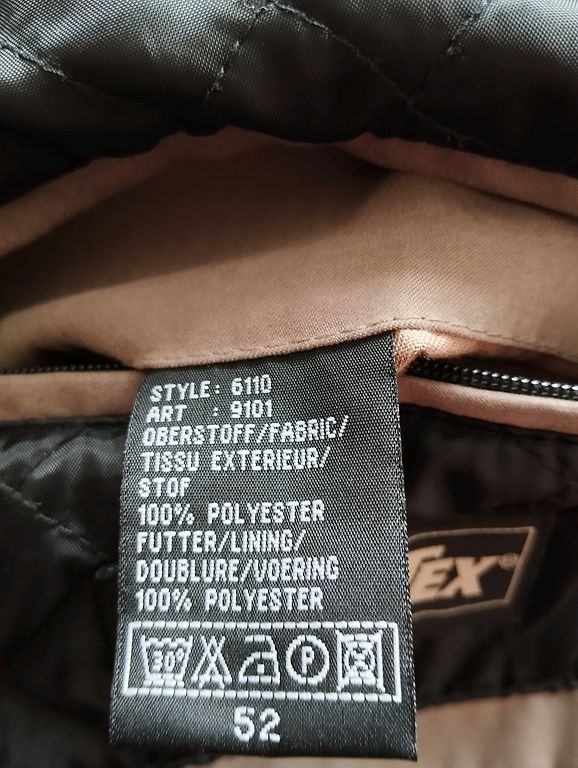 STYLE: 6110
ART : 9101
OBERSTOFF/FABRIC/
TISSU EXTERIEUR/
STOF
100% POLYESTER
FUTTER/LINING/
DOUBLURE/VOERING
100% POLYESTER
30° P
52
TEX®